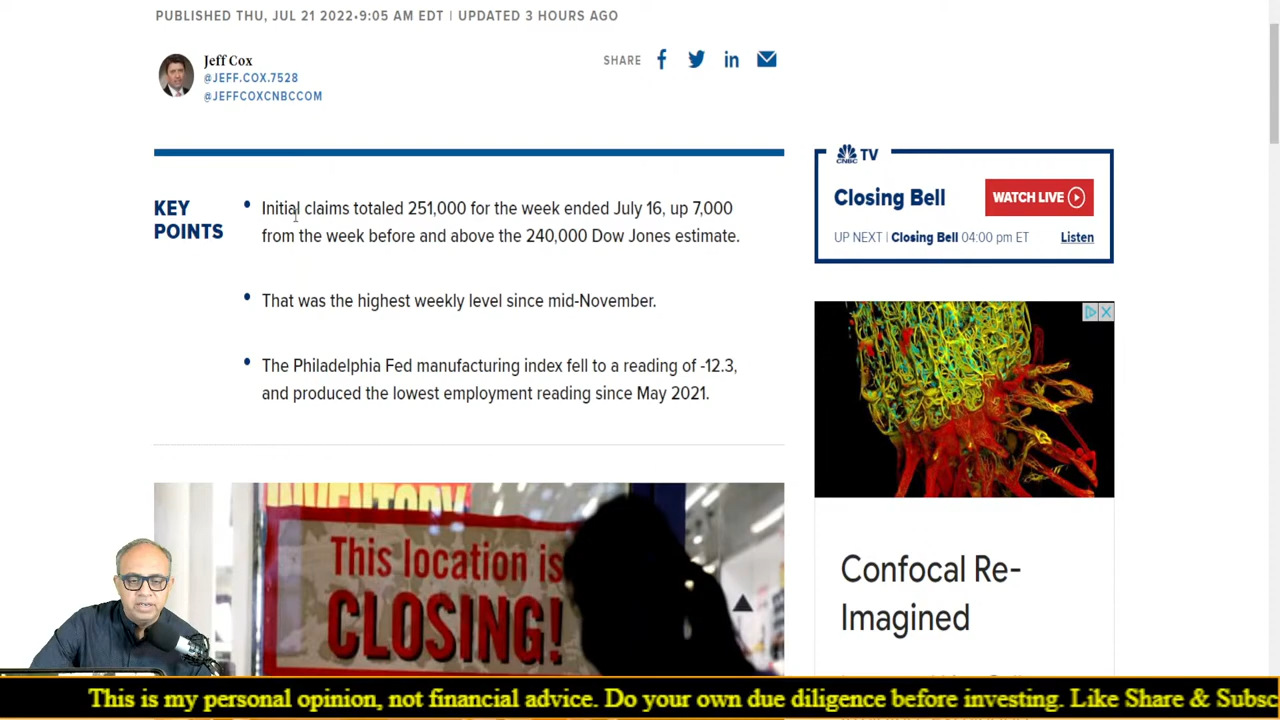 PUBLISHED THU, JUL 21 2022•9:05 AM EDT | UPDATED 3 HOURS AGO
Jeff Cox
@JEFF.COX.7528
@JEFFCOXCNBCCOM
SHARE
KEY
POINTS
Initial claims totaled 251,000 for the week ended July 16, up 7,000
from the week before and above the 240,000 Dow Jones estimate.
That was the highest weekly level since mid-November.
The Philadelphia Fed manufacturing index fell to a reading of -12.3,
and produced the lowest employment reading since May 2021.
CNBC TV
Closing Bell
WATCH LIVE
UP NEXT | Closing Bell 04:00 pm ET
Listen
INVENTORY
This location is
CLOSING!
Confocal Re-
Imagined
This is my personal opinion, not financial advice. Do your own due diligence before investing. Like Share & Subsc